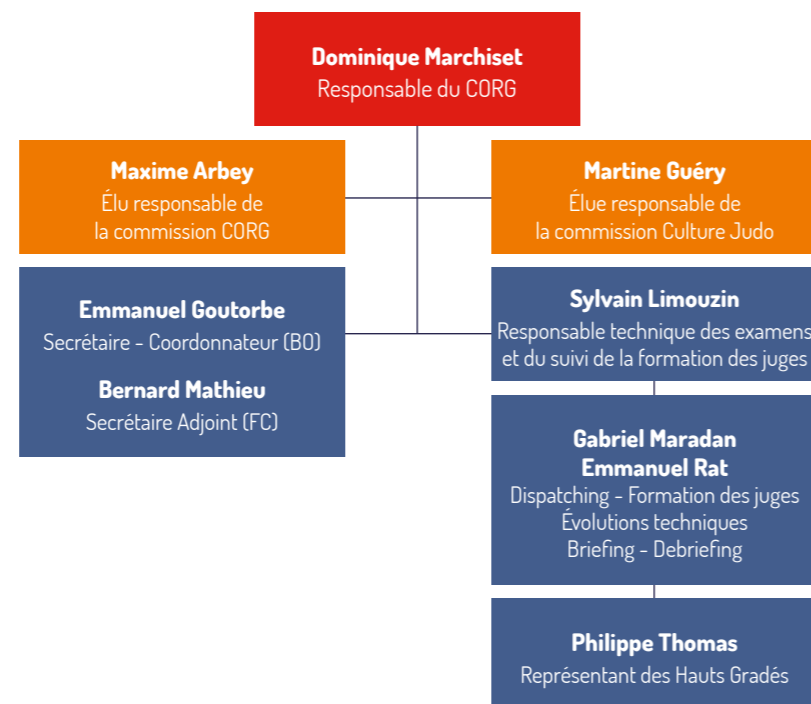 Dominique Marchiset
Responsable du CORG
Maxime Arbey
Élu responsable de
la commission CORG
Martine Guéry
Élue responsable de
la commission Culture Judo
Emmanuel Goutorbe
Secrétaire - Coordonnateur (BO)
Bernard Mathieu
Secrétaire Adjoint (FC)
Sylvain Limouzin
Responsable technique des examens
et du suivi de la formation des juges
Gabriel Maradan
Emmanuel Rat
Dispatching - Formation des juges
Évolutions techniques
Briefing - Debriefing
Philippe Thomas
Représentant des Hauts Gradés